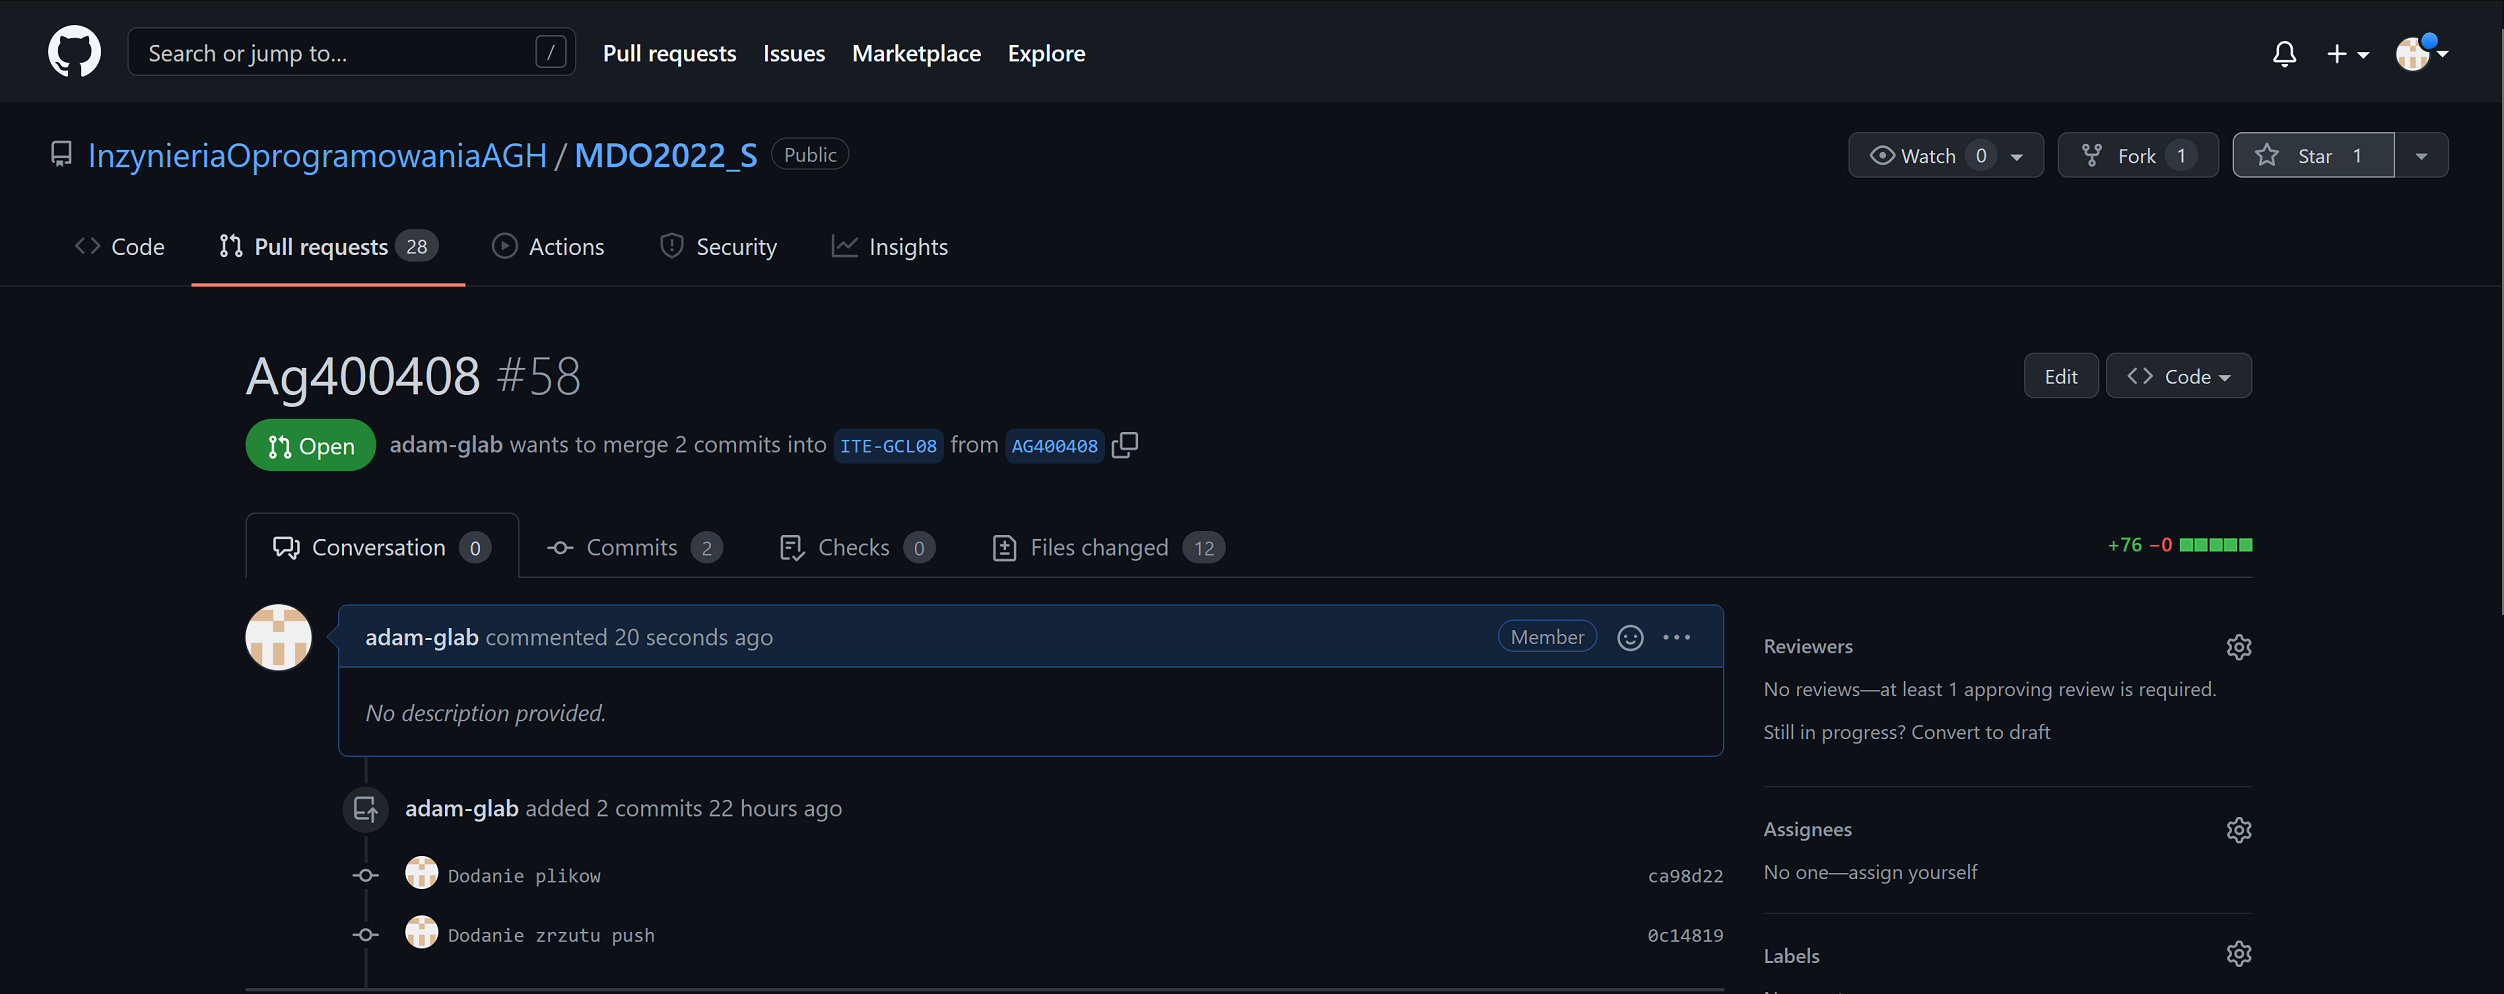 Search or jump to... / Pull requests Issues Marketplace Explore
InzynieriaOprogramowaniaAGH / MDO2022_S Public Watch 0 Fork 1 Star 1
Code Pull requests 28 Actions Security Insights
Ag400408 #58 Edit Code
Open adam-glab wants to merge 2 commits into ITE-GCL08 from AG400408
Conversation 0 Commits 2 Checks 0 Files changed 12 +76 −0
adam-glab commented 20 seconds ago Member
No description provided.
adam-glab added 2 commits 22 hours ago
Dodanie plikow ca98d22
Dodanie zrzutu push 0c14819
Reviewers
No reviews—at least 1 approving review is required.
Still in progress? Convert to draft
Assignees
No one—assign yourself
Labels